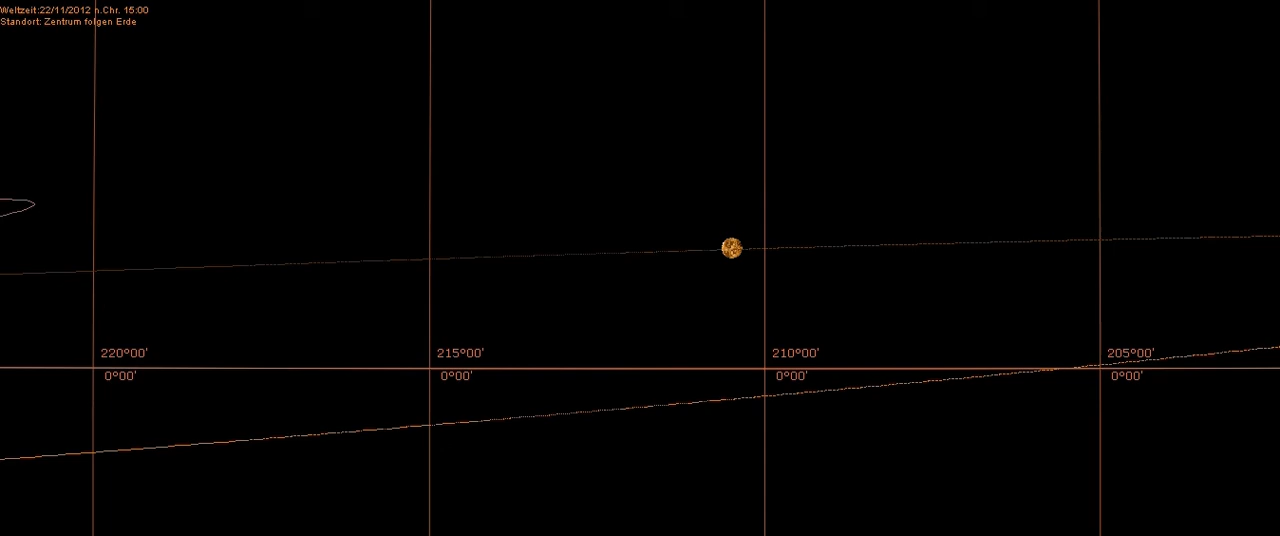 Weltzeit:22/11/2012 n.Chr. 15:00
Standort: Zentrum folgen Erde
220°00' 215°00' 210°00' 205°00'
0°00' 0°00' 0°00' 0°00'